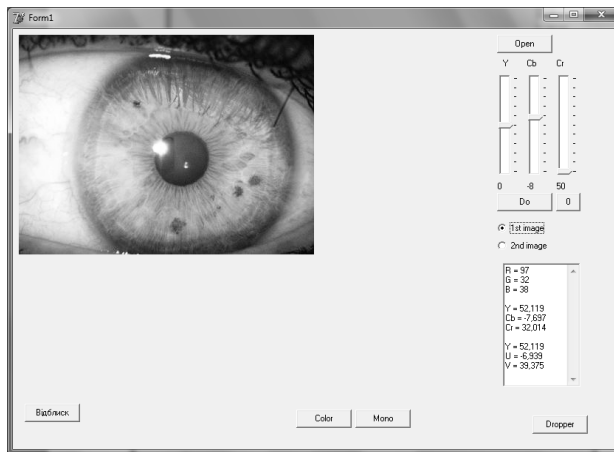 Form1
Open
Y Cb Cr
0 -8 50
Do 0
1st image
2nd image
R = 97
G = 32
B = 38
Y = 52,119
Cb = -7,697
Cr = 32,014
Y = 52,119
U = -6,939
V = 39,375
Відблиск
Color Mono
Dropper